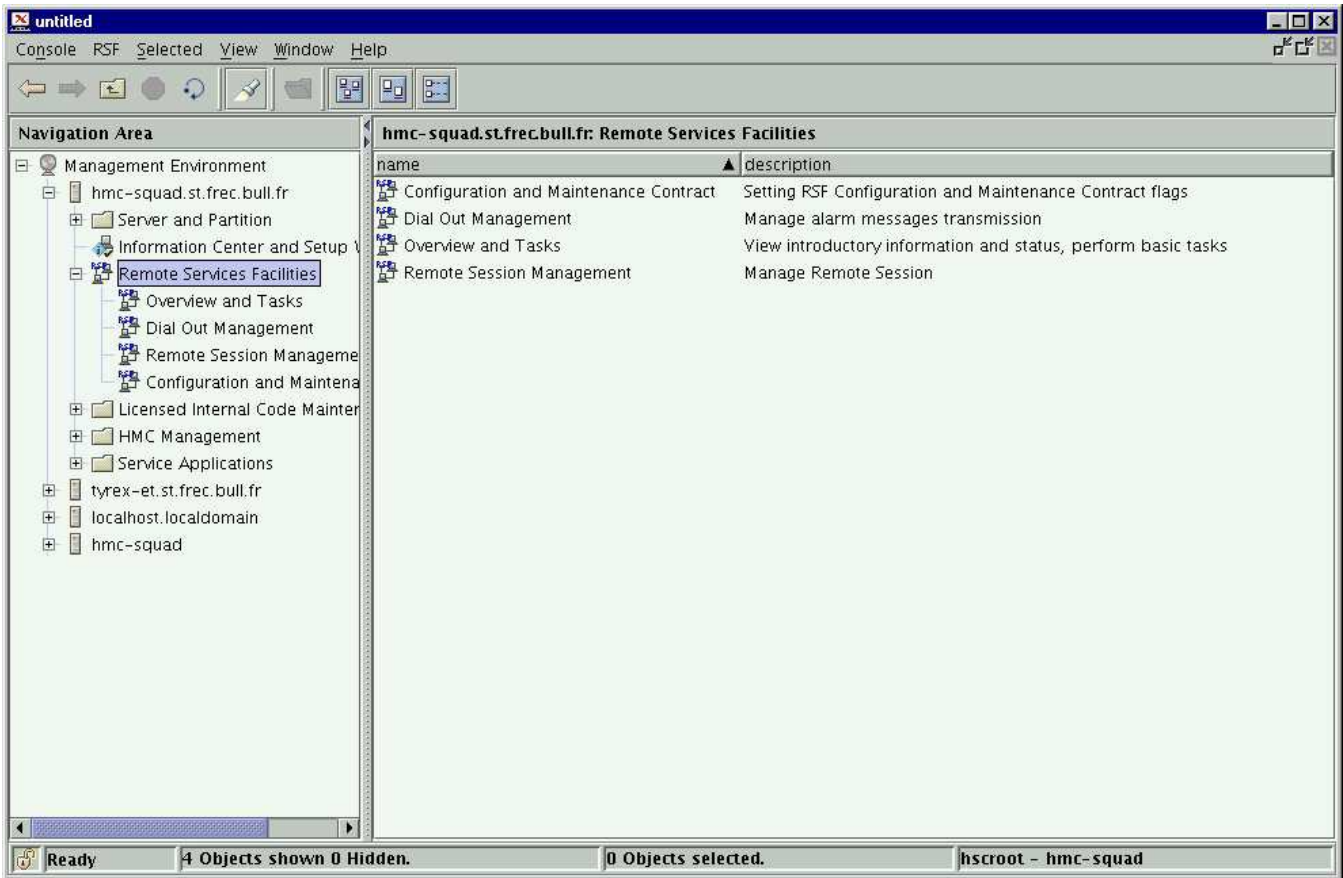 untitled
Console RSF Selected View Window Help
Navigation Area
hmc-squad.st.frec.bull.fr: Remote Services Facilities
name description
Management Environment
hmc-squad.st.frec.bull.fr
Server and Partition
Information Center and Setup
Remote Services Facilities
Overview and Tasks
Dial Out Management
Remote Session Manageme
Configuration and Maintena
Licensed Internal Code Mainter
HMC Management
Service Applications
tyrex-et.st.frec.bull.fr
localhost.localdomain
hmc-squad
Configuration and Maintenance Contract Setting RSF Configuration and Maintenance Contract flags
Dial Out Management Manage alarm messages transmission
Overview and Tasks View introductory information and status, perform basic tasks
Remote Session Management Manage Remote Session
Ready 4 Objects shown 0 Hidden. 0 Objects selected. hscroot - hmc-squad